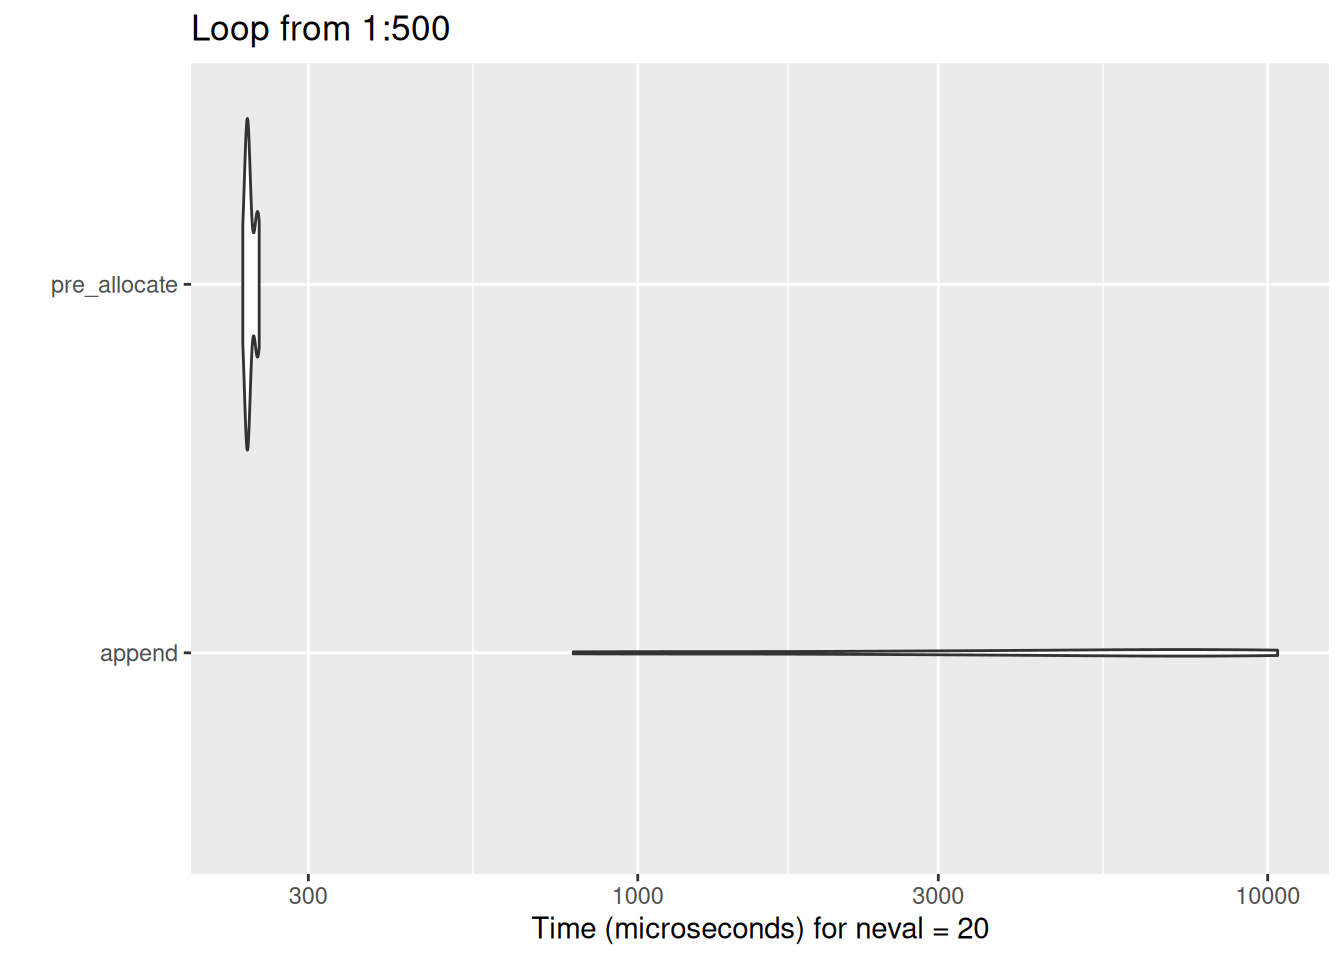 Loop from 1:500
pre_allocate
append
300 1000 3000 10000
Time (microseconds) for neval = 20